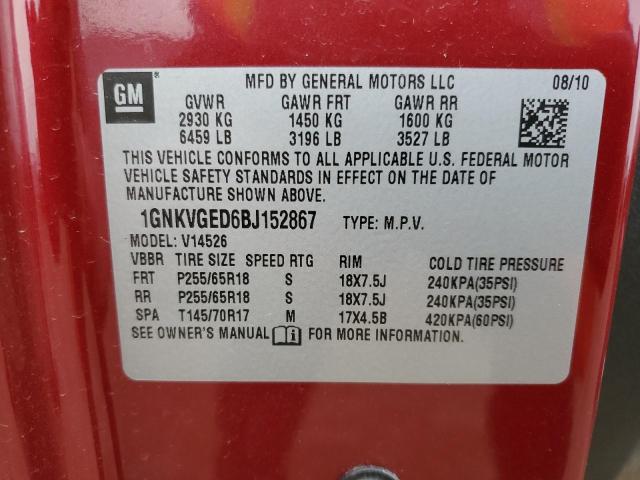 GM
MFD BY GENERAL MOTORS LLC 08/10
GVWR GAWR FRT GAWR RR
2930 KG 1450 KG 1600 KG
6459 LB 3196 LB 3527 LB
THIS VEHICLE CONFORMS TO ALL APPLICABLE U.S. FEDERAL MOTOR
VEHICLE SAFETY STANDARDS IN EFFECT ON THE DATE OF
MANUFACTURE SHOWN ABOVE.
1GNKVGED6BJ152867 TYPE: M.P.V.
MODEL: V14526
VBBR TIRE SIZE SPEED RTG RIM COLD TIRE PRESSURE
FRT P255/65R18 S 18X7.5J 240KPA(35PSI)
RR P255/65R18 S 18X7.5J 240KPA(35PSI)
SPA T145/70R17 M 17X4.5B 420KPA(60PSI)
SEE OWNER'S MANUAL FOR MORE INFORMATION.